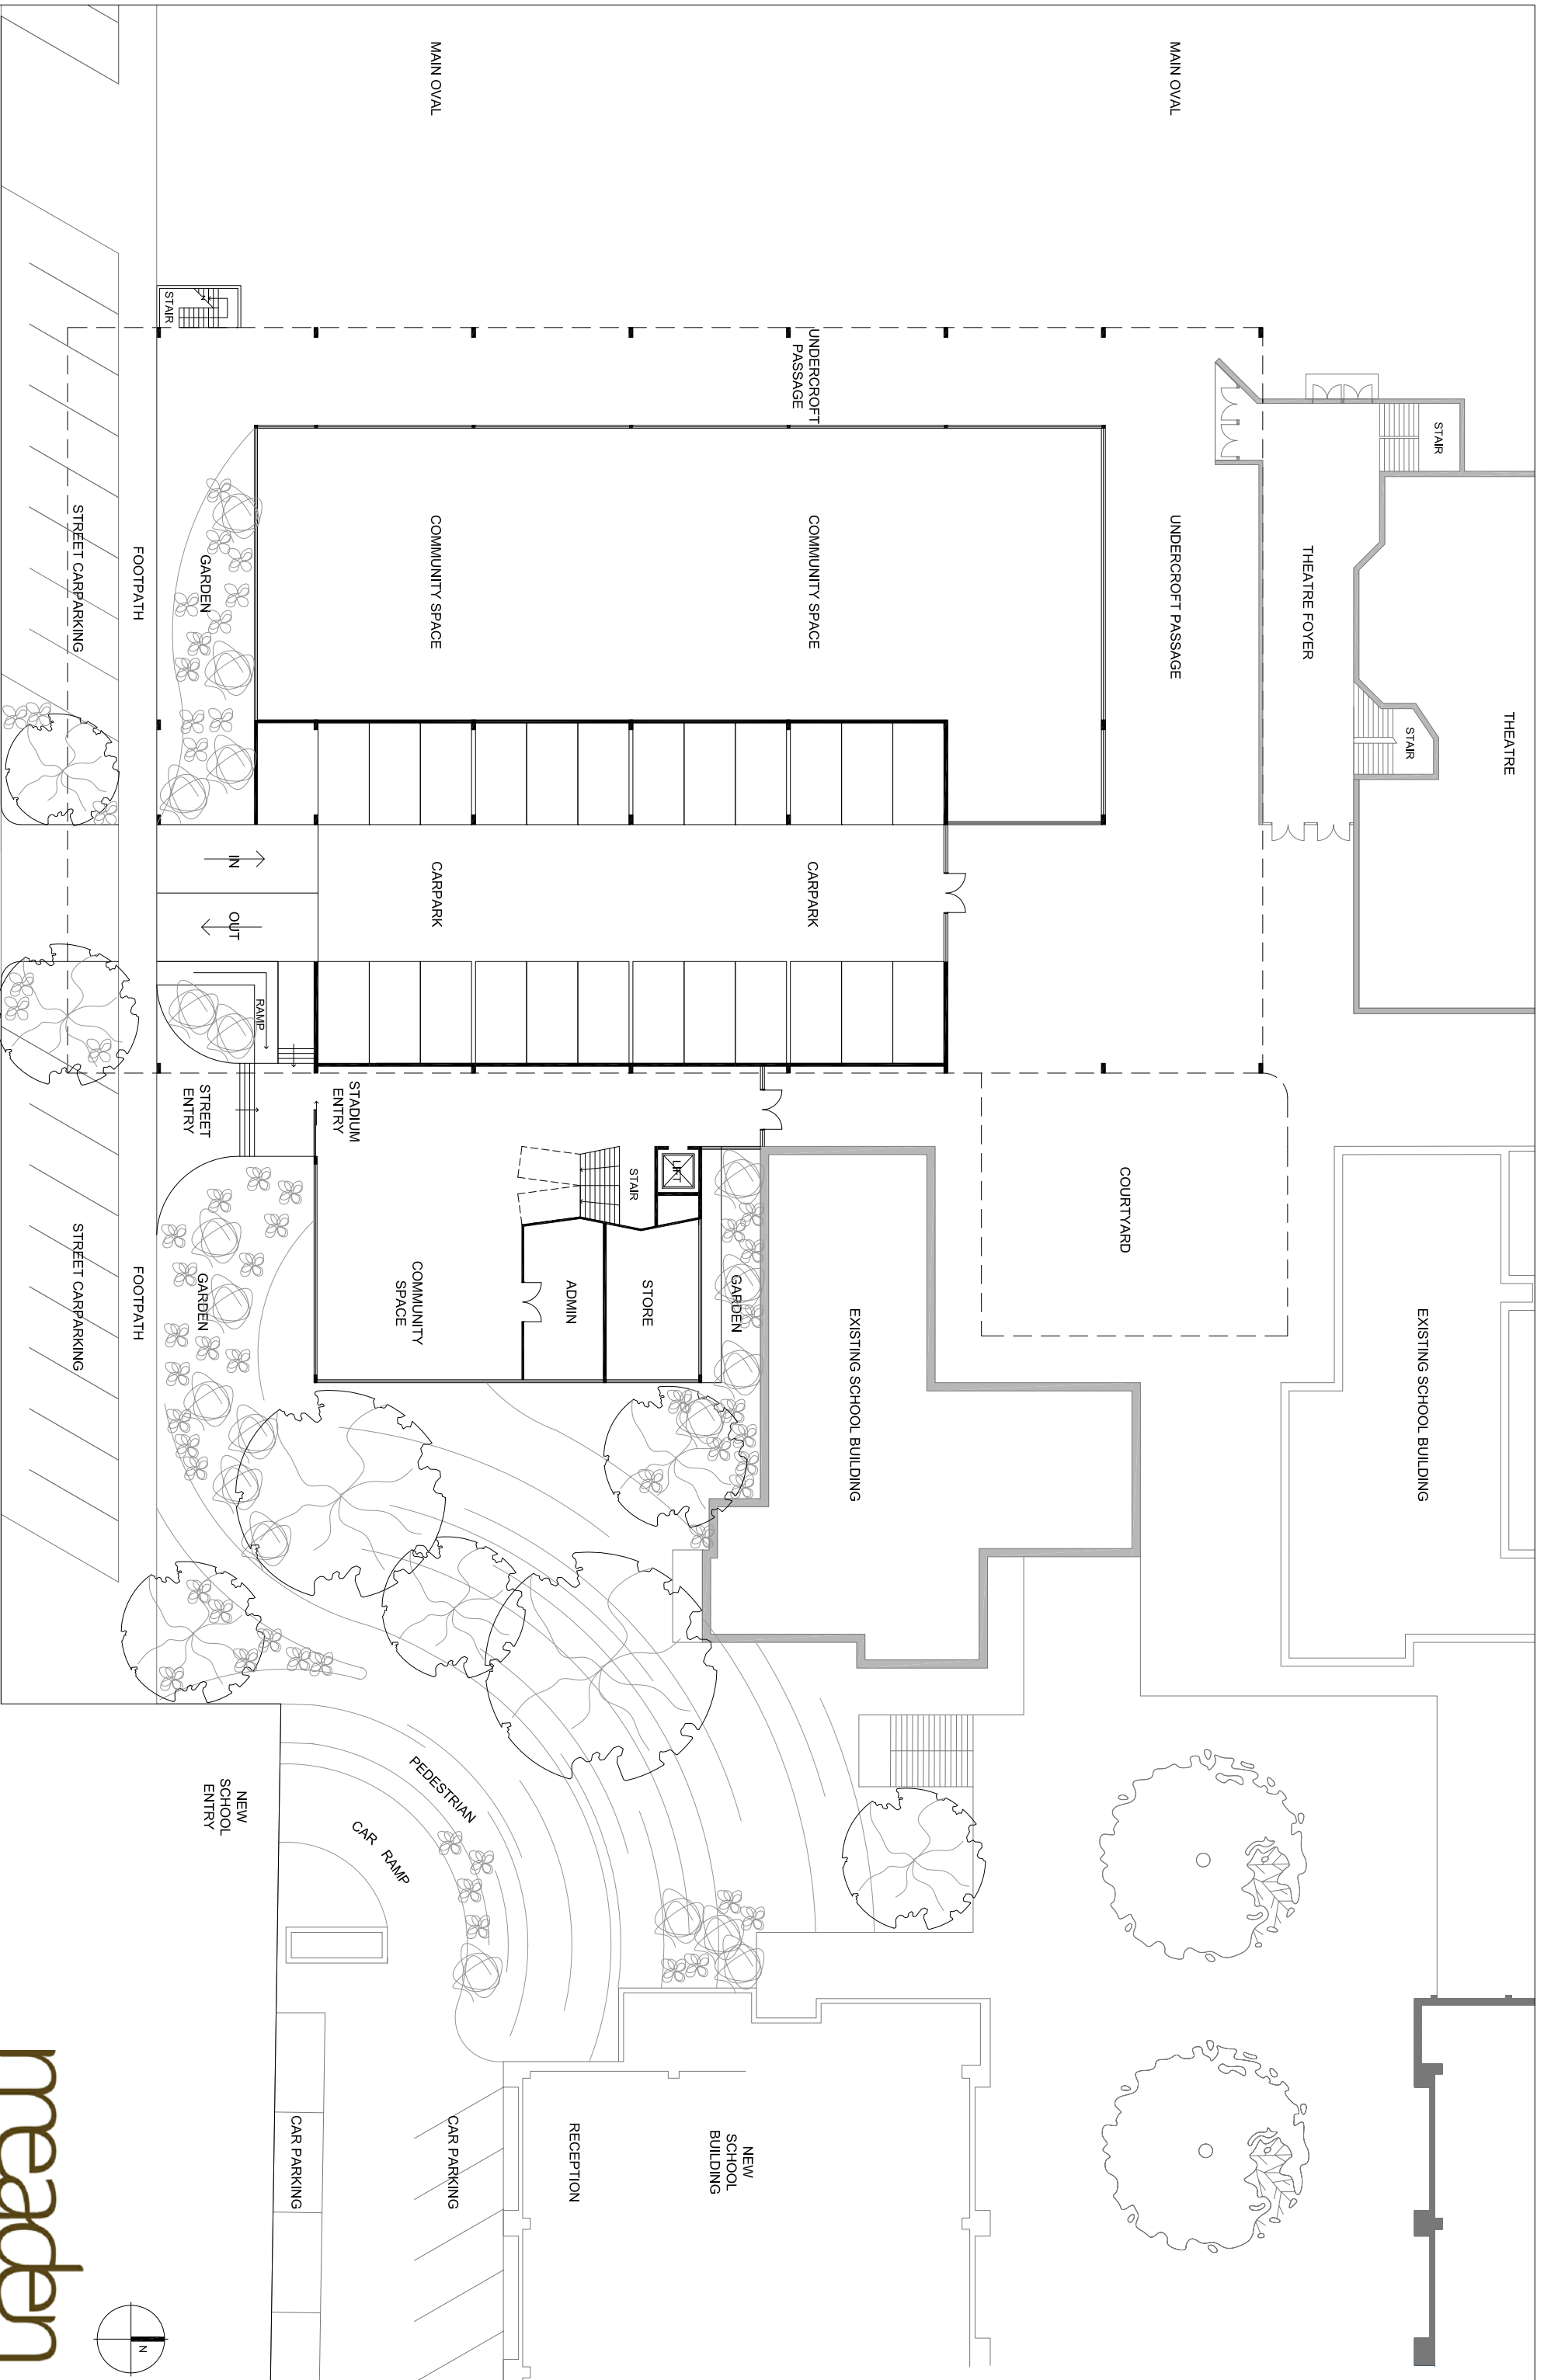 MAIN OVAL
MAIN OVAL
STAIR
UNDERCROFT
PASSAGE
STAIR
STREET CARPARKING
FOOTPATH
GARDEN
COMMUNITY SPACE
COMMUNITY SPACE
UNDERCROFT PASSAGE
THEATRE FOYER
STAIR
THEATRE
IN
OUT
CARPARK
CARPARK
RAMP
STREET
ENTRY
STADIUM
ENTRY
STAIR
LIFT
COURTYARD
STREET CARPARKING
FOOTPATH
GARDEN
COMMUNITY
SPACE
ADMIN
STORE
GARDEN
EXISTING SCHOOL BUILDING
EXISTING SCHOOL BUILDING
NEW
SCHOOL
ENTRY
PEDESTRIAN
CAR RAMP
CAR PARKING
CAR PARKING
RECEPTION
NEW
SCHOOL
BUILDING
meaden
N